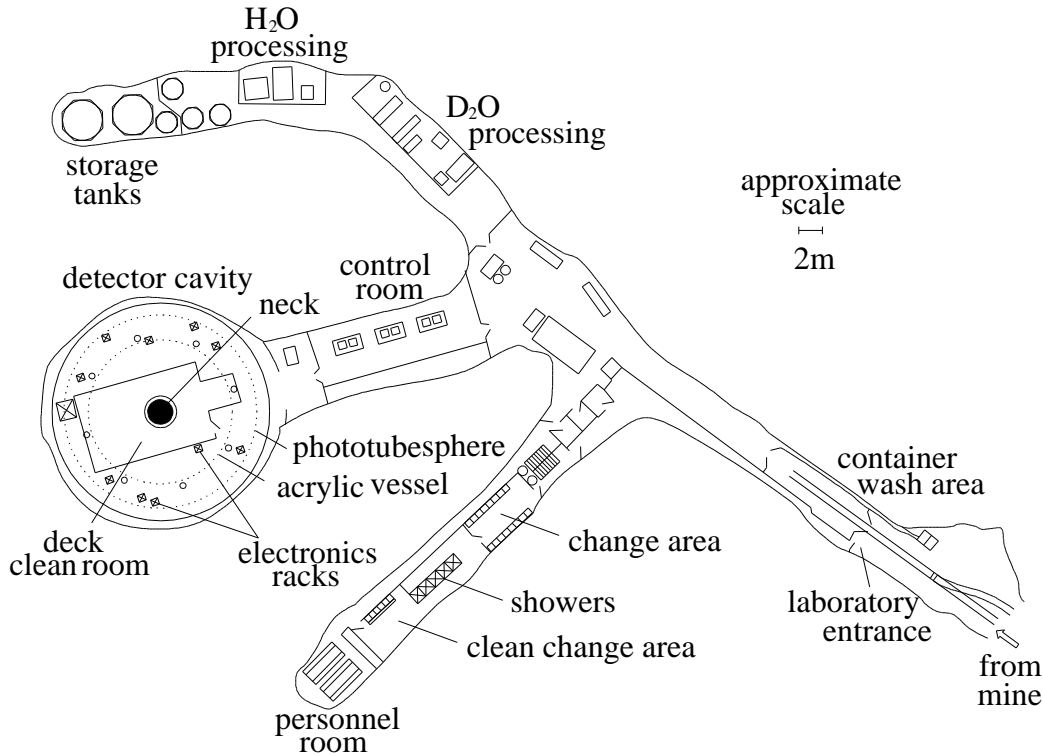 H₂O
processing
D₂O
processing
storage
tanks
approximate
scale
2m
detector cavity
control
room
neck
phototubesphere
acrylic vessel
container
wash area
deck
clean room
electronics
racks
change area
showers
laboratory
entrance
clean change area
from
mine
personnel
room